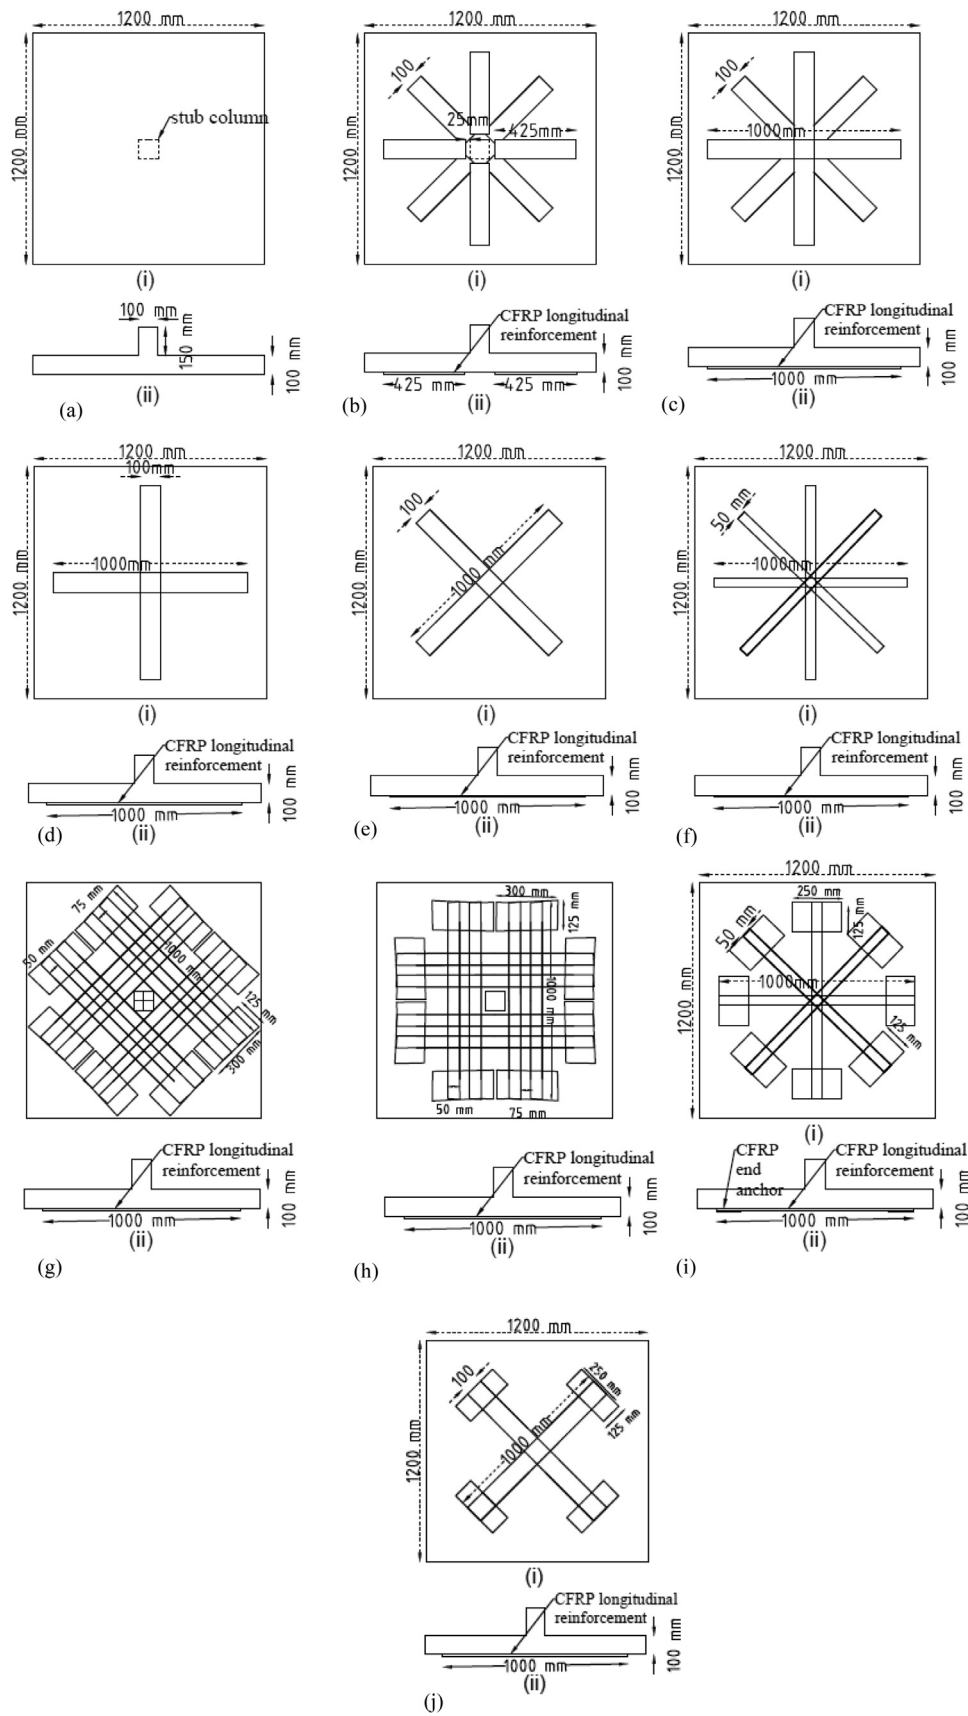 1200 mm
1200 mm
stub column
(i)
100 mm
150 mm
100 mm
(ii)
(a)
1200 mm
1200 mm
100
25mm
425mm
(i)
CFRP longitudinal
reinforcement
425 mm
425 mm
100 mm
(ii)
(b)
1200 mm
1200 mm
100
1000mm
(i)
CFRP longitudinal
reinforcement
1000 mm
100 mm
(ii)
(c)
1200 mm
100mm
1200 mm
1000mm
(i)
CFRP longitudinal
reinforcement
1000 mm
100 mm
(ii)
(d)
1200 mm
1200 mm
100
1000 mm
(i)
CFRP longitudinal
reinforcement
1000 mm
100 mm
(ii)
(e)
1200 mm
1200 mm
50 mm
1000mm
(i)
CFRP longitudinal
reinforcement
1000 mm
100 mm
(ii)
(f)
75 mm
50 mm
1000 mm
125 mm
300 mm
CFRP longitudinal
reinforcement
1000 mm
100 mm
(ii)
(g)
300 mm
125 mm
1000 mm
50 mm
75 mm
CFRP longitudinal
reinforcement
1000 mm
100 mm
(ii)
(h)
1200 mm
1200 mm
250 mm
125 mm
50 mm
1000mm
125 mm
(i)
CFRP
end
anchor
CFRP longitudinal
reinforcement
1000 mm
100 mm
(ii)
(i)
1200 mm
1200 mm
100
250 mm
125 mm
1000 mm
(i)
CFRP longitudinal
reinforcement
1000 mm
100 mm
(ii)
(j)